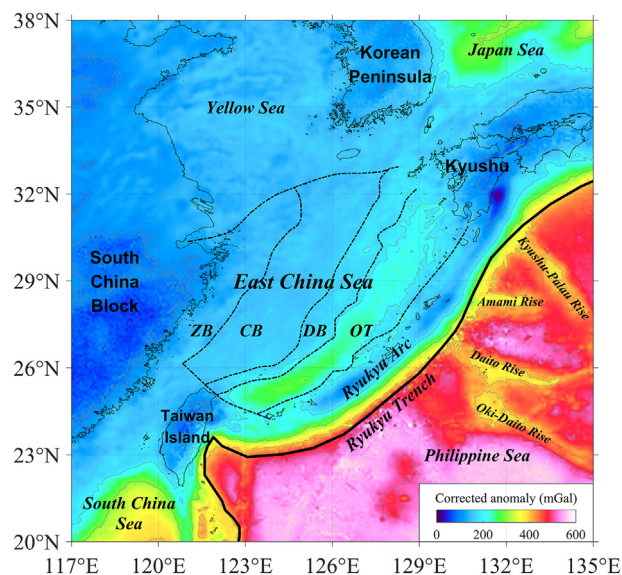 38°N
35°N
32°N
29°N
26°N
23°N
20°N
117°E
120°E
123°E
126°E
129°E
132°E
135°E
Korean
Peninsula
Japan Sea
Yellow Sea
Kyushu
South
China
Block
East China Sea
Kyushu-Palau Rise
Amami Rise
ZB
CB
DB
OT
Ryukyu Arc
Daito Rise
Ryukyu Trench
Oki-Daito Rise
Taiwan
Island
Philippine Sea
South China
Sea
Corrected anomaly (mGal)
0
200
400
600